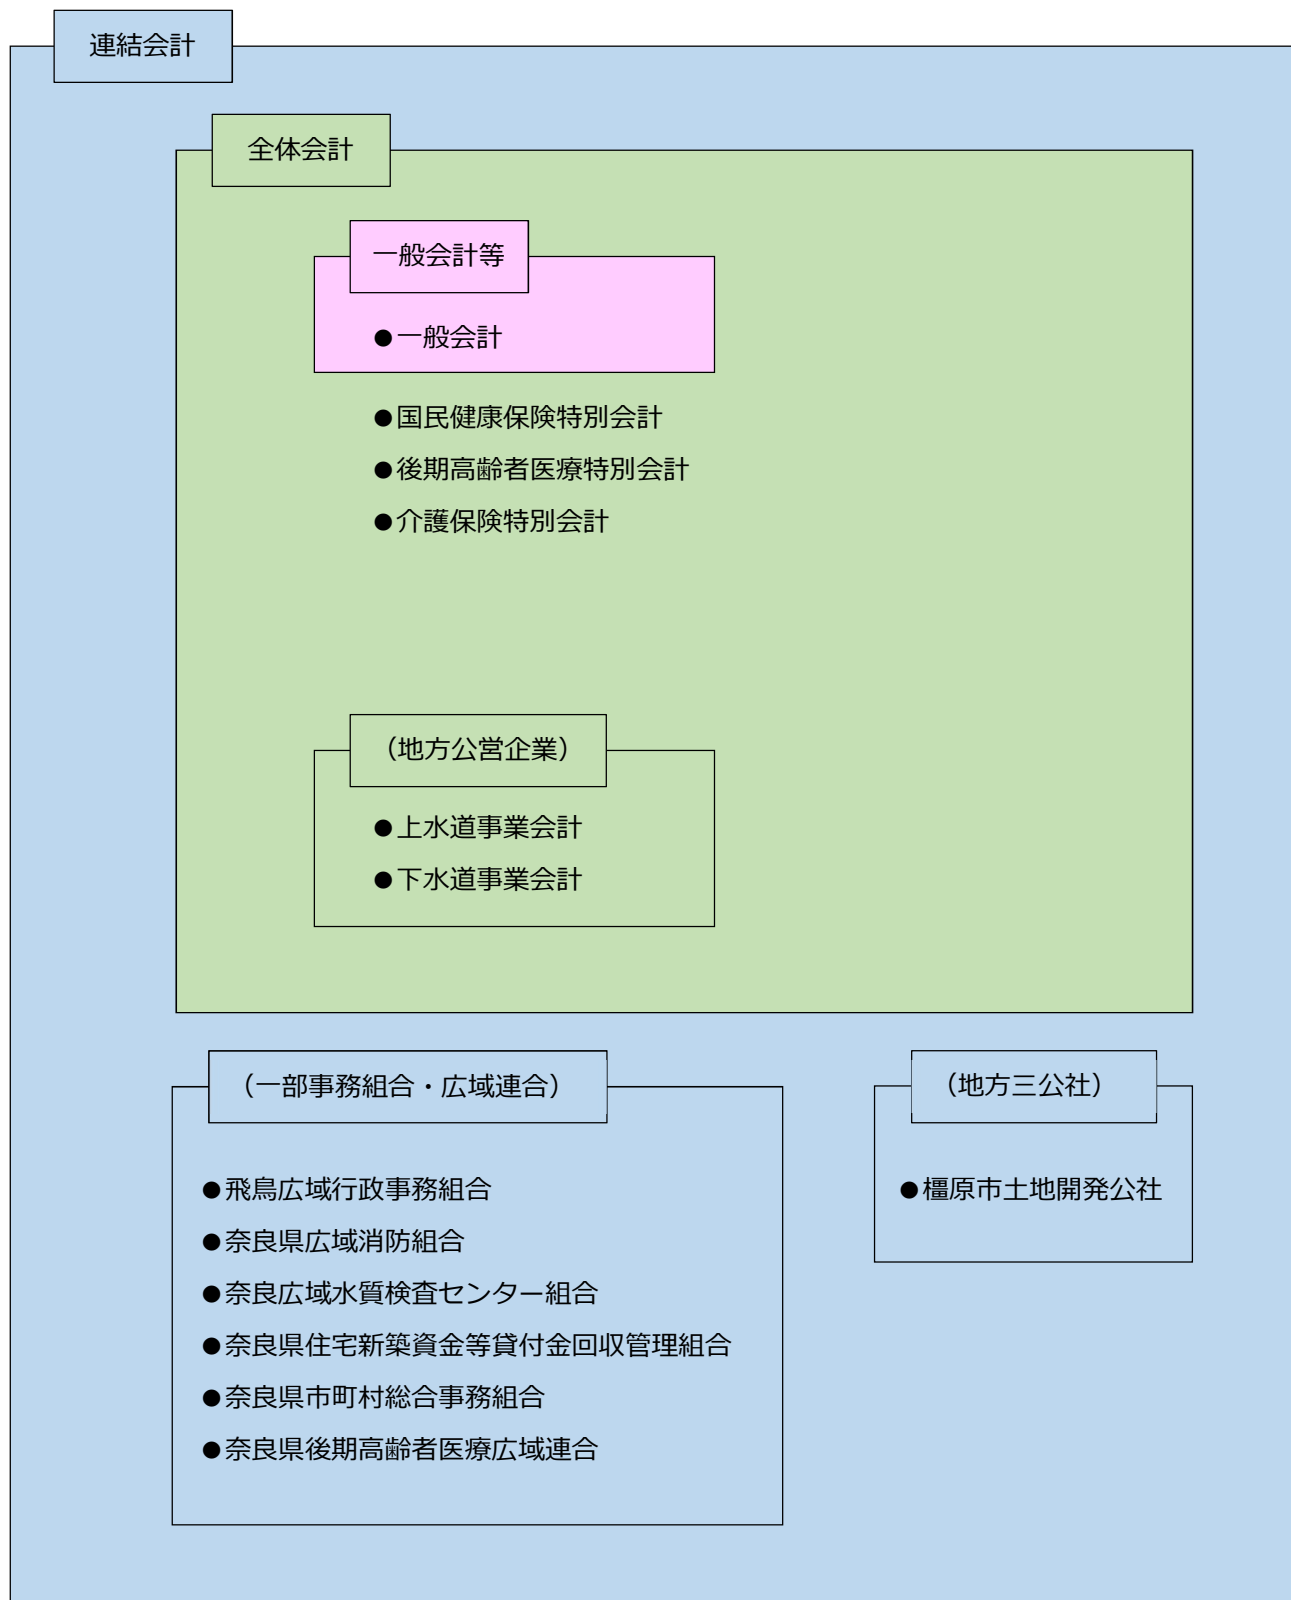 連結会計
全体会計
一般会計等
●一般会計
●国民健康保険特別会計
●後期高齢者医療特別会計
●介護保険特別会計
（地方公営企業）
●上水道事業会計
●下水道事業会計
（一部事務組合・広域連合）
●飛鳥広域行政事務組合
●奈良県広域消防組合
●奈良広域水質検査センター組合
●奈良県住宅新築資金等貸付金回収管理組合
●奈良県市町村総合事務組合
●奈良県後期高齢者医療広域連合
（地方三公社）
●橿原市土地開発公社